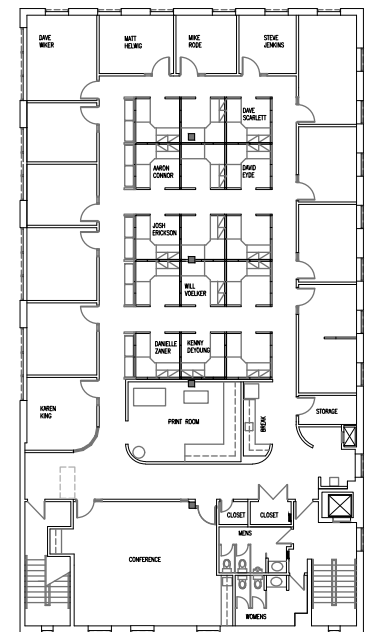 DAVE
WIKER
MATT
HELWIG
MIKE
RODE
STEVE
JENKINS
DAVE
SCARLETT
AARON
CONNOR
DAVID
EYDE
JOSH
ERICKSON
WILL
VOELKER
DANIELLE
ZANER
KENNY
DEYOUNG
KAREN
KING
PRINT ROOM
BREAK
STORAGE
CLOSET
CLOSET
MENS
CONFERENCE
WOMENS